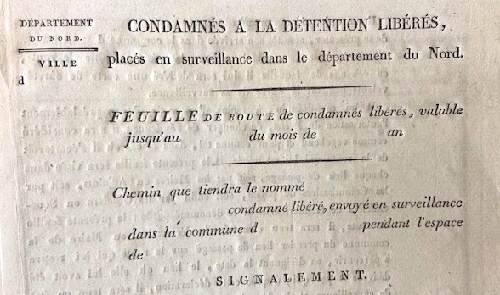 DÉPARTEMENT
DU NORD.
VILLE
d
CONDAMNÉS A LA DÉTENTION LIBÉRÉS,
placés en surveillance dans le département du Nord.
FEUILLE DE ROUTE de condamnés libérés, valable
jusqu'au du mois de an
Chemin que tiendra le nommé
condamné libéré, envoyé en surveillance
dans la commune d pendant l'espace
de
SIGNALEMENT.